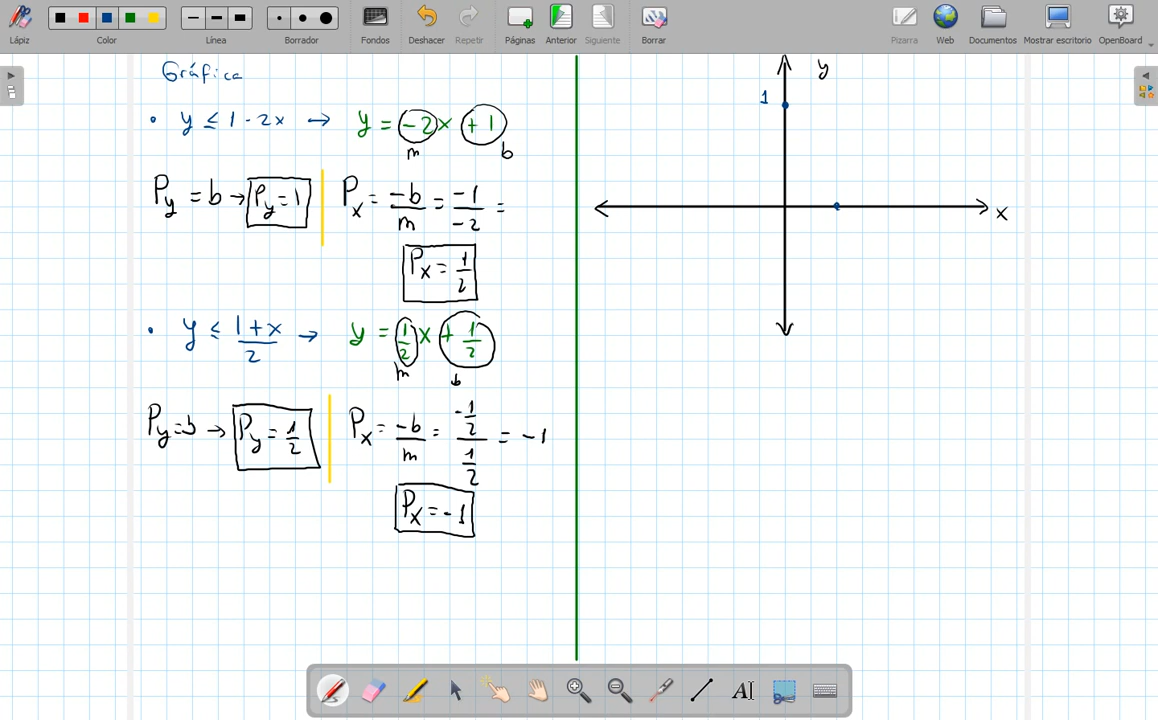 Lápiz
Color
Línea
Borrador
Fondos
Deshacer
Repetir
Páginas
Anterior
Siguiente
Borrar
Pizarra
Web
Documentos
Mostrar escritorio
OpenBoard
Gráfica
• y ≤ 1 - 2x → y = -2x + 1
m b
Py = b → Py = 1
Px = -b/m = -1/-2 =
Px = 1/2
• y ≤ (1+x)/2 → y = 1/2 x + 1/2
m b
Py = b → Py = 1/2
Px = -b/m = (-1/2)/(1/2) = -1
Px = -1
y
1
x
AI